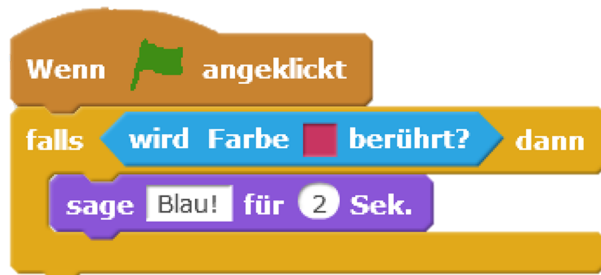 Wenn angeklickt
falls wird Farbe berührt? dann
sage Blau! für 2 Sek.